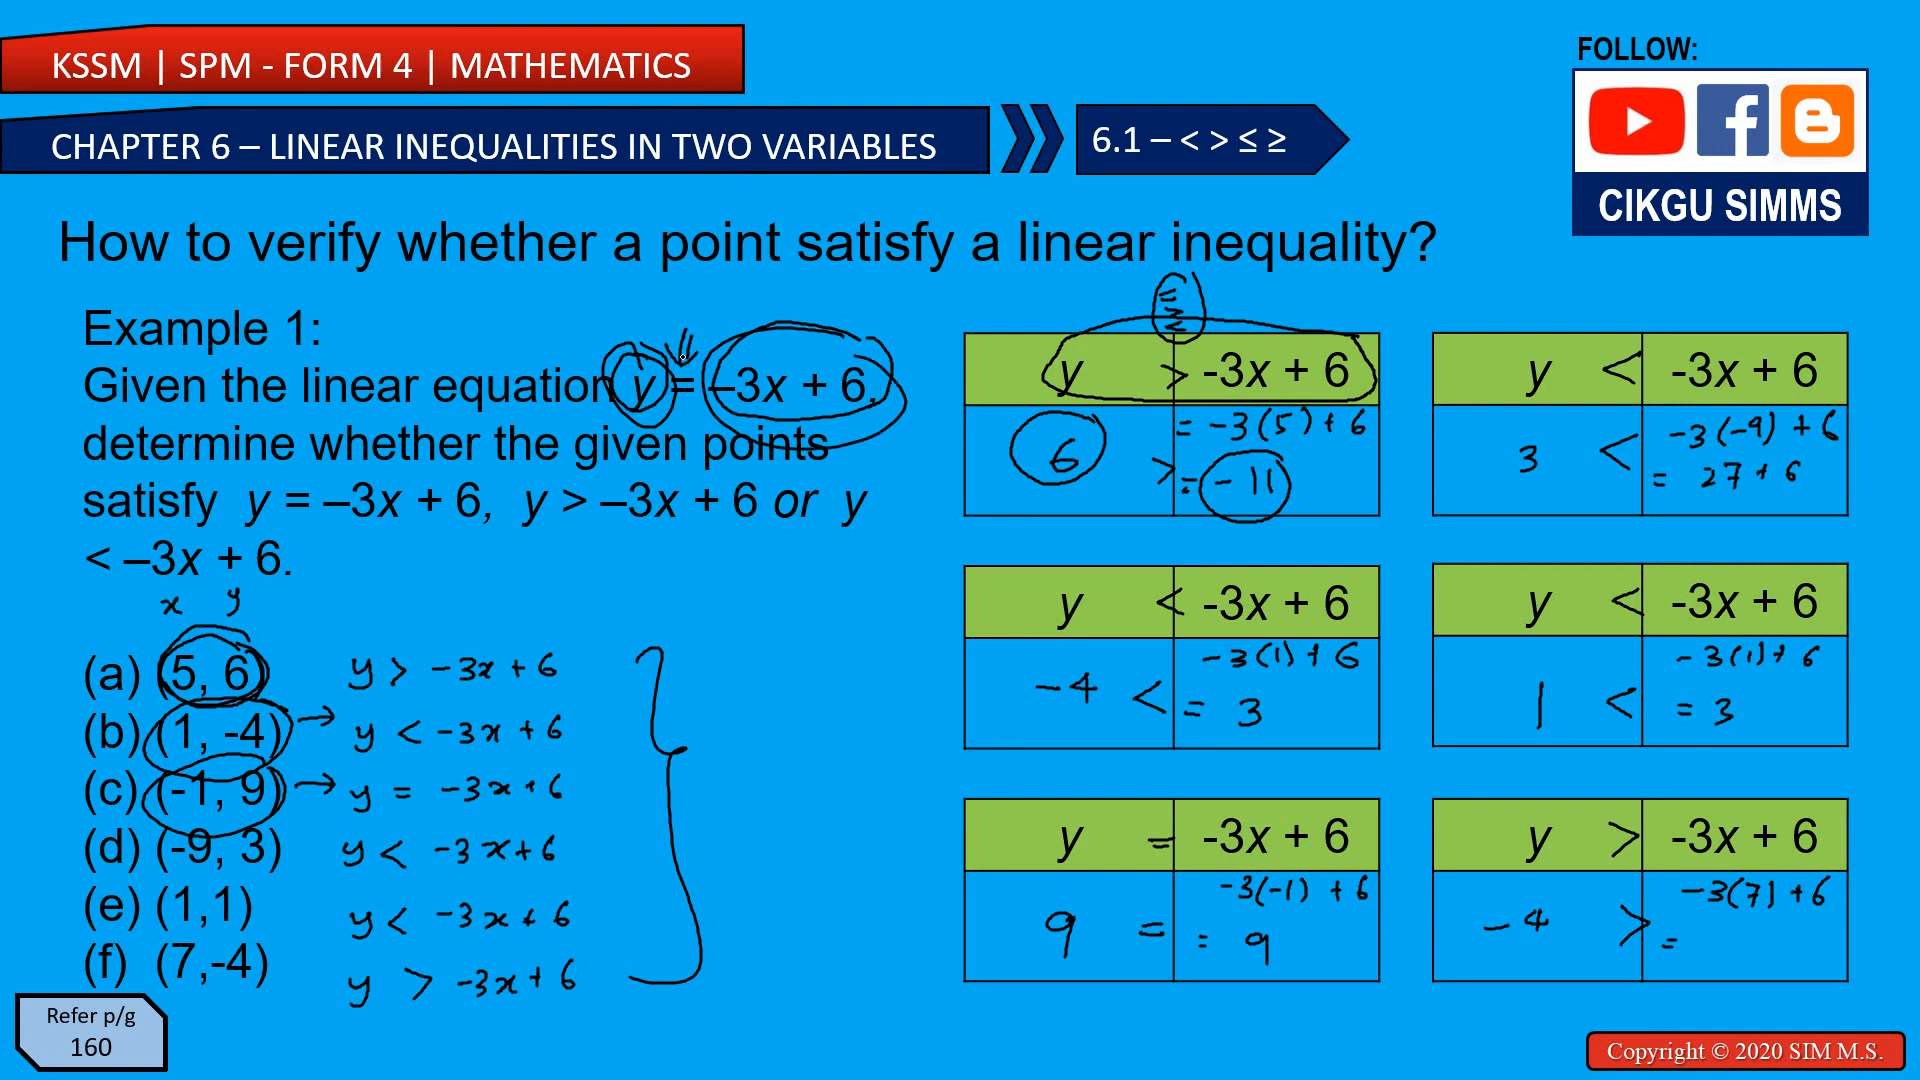 KSSM | SPM - FORM 4 | MATHEMATICS
CHAPTER 6 – LINEAR INEQUALITIES IN TWO VARIABLES
6.1 – < > ≤ ≥
FOLLOW:
CIKGU SIMMS
How to verify whether a point satisfy a linear inequality?
Example 1:
Given the linear equation y = –3x + 6,
determine whether the given points
satisfy y = –3x + 6, y > –3x + 6 or y
< –3x + 6.
x y
(a) (5, 6) y > -3x + 6
(b) (1, -4) → y < -3x + 6
(c) (-1, 9) → y = -3x + 6
(d) (-9, 3) y < -3x + 6
(e) (1,1) y < -3x + 6
(f) (7,-4) y > -3x + 6
y > -3x + 6
= -3(5) + 6
6 > = -11
y < -3x + 6
-3(1) + 6
-4 < = 3
y = -3x + 6
-3(-1) + 6
9 = = 9
y < -3x + 6
-3(-9) + 6
3 < = 27 + 6
y < -3x + 6
-3(1) + 6
1 < = 3
y > -3x + 6
-3(7) + 6
-4 > =
Refer p/g
160
Copyright © 2020 SIM M.S.